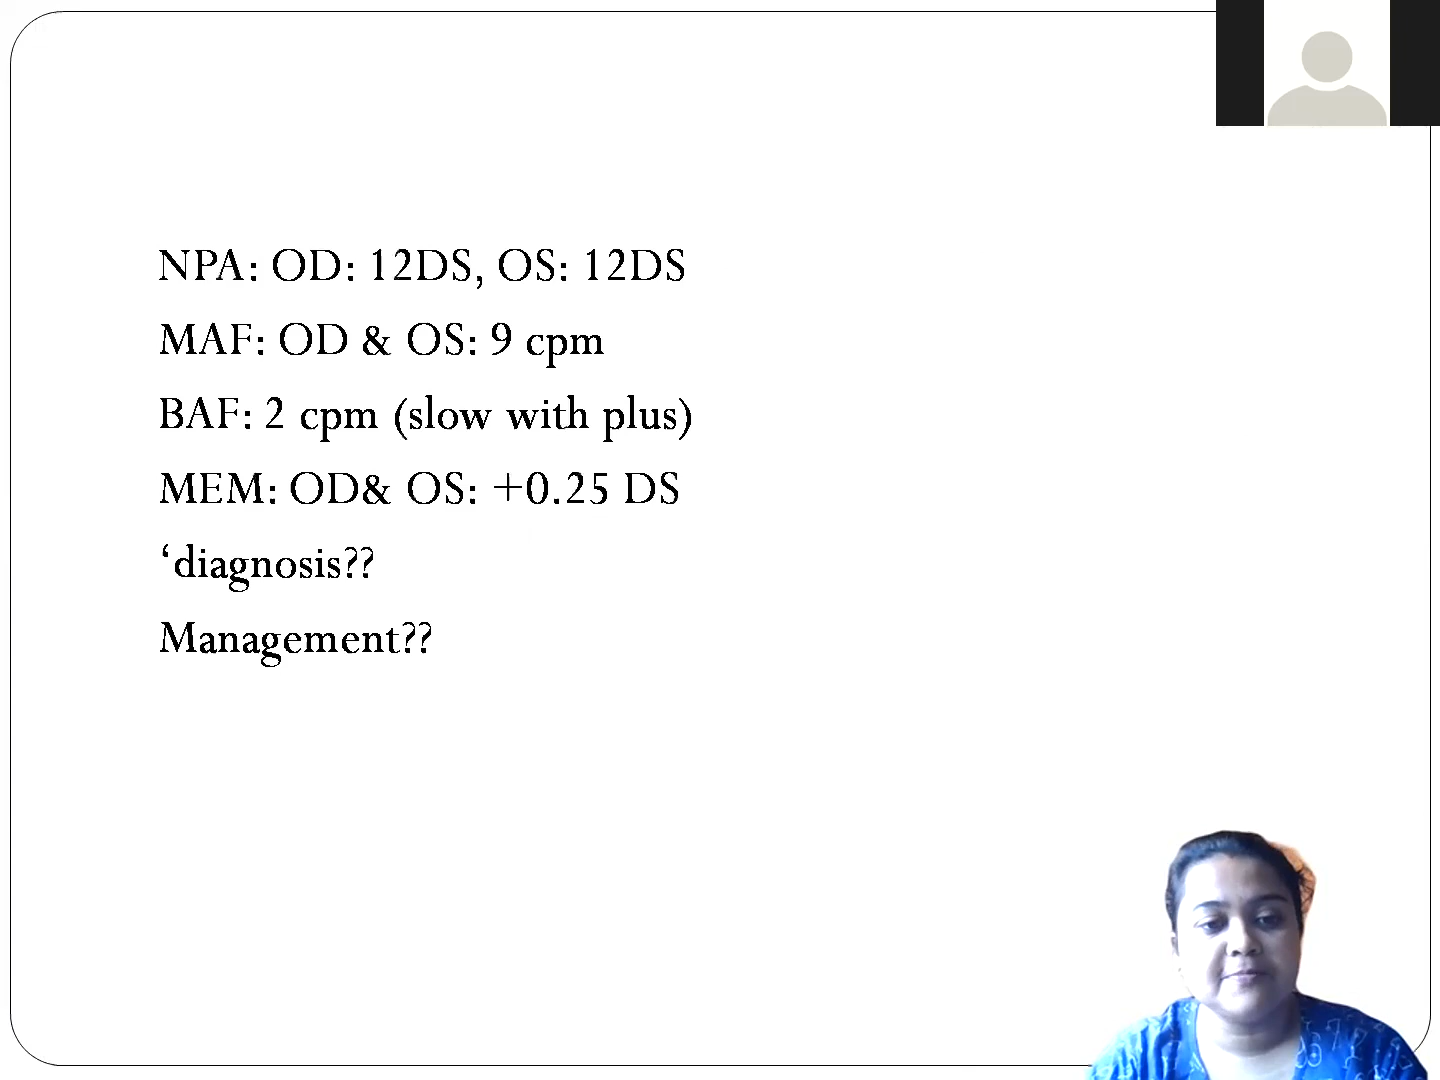 NPA: OD: 12DS, OS: 12DS
MAF: OD & OS: 9 cpm
BAF: 2 cpm (slow with plus)
MEM: OD& OS: +0.25 DS
‘diagnosis??
Management??